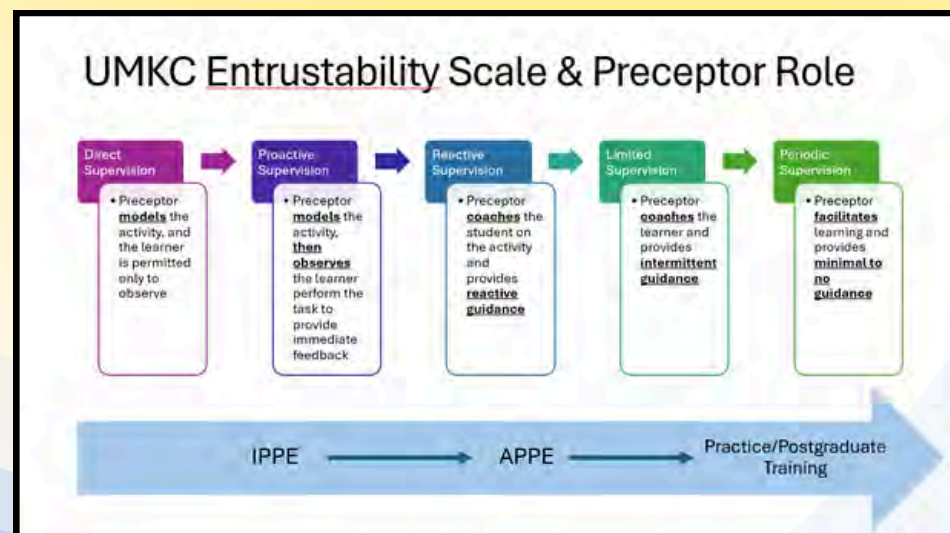 UMKC Entrustability Scale & Preceptor Role
Direct
Supervision
• Preceptor
models the
activity, and
the learner
is permitted
only to
observe
Proactive
Supervision
• Preceptor
models the
activity,
then
observes
the learner
perform the
task to
provide
immediate
feedback
Reactive
Supervision
• Preceptor
coaches the
student on
the activity
and
provides
reactive
guidance
Limited
Supervision
• Preceptor
coaches the
learner and
provides
intermittent
guidance
Periodic
Supervision
• Preceptor
facilitates
learning and
provides
minimal to
no
guidance
IPPE
APPE
Practice/Postgraduate
Training